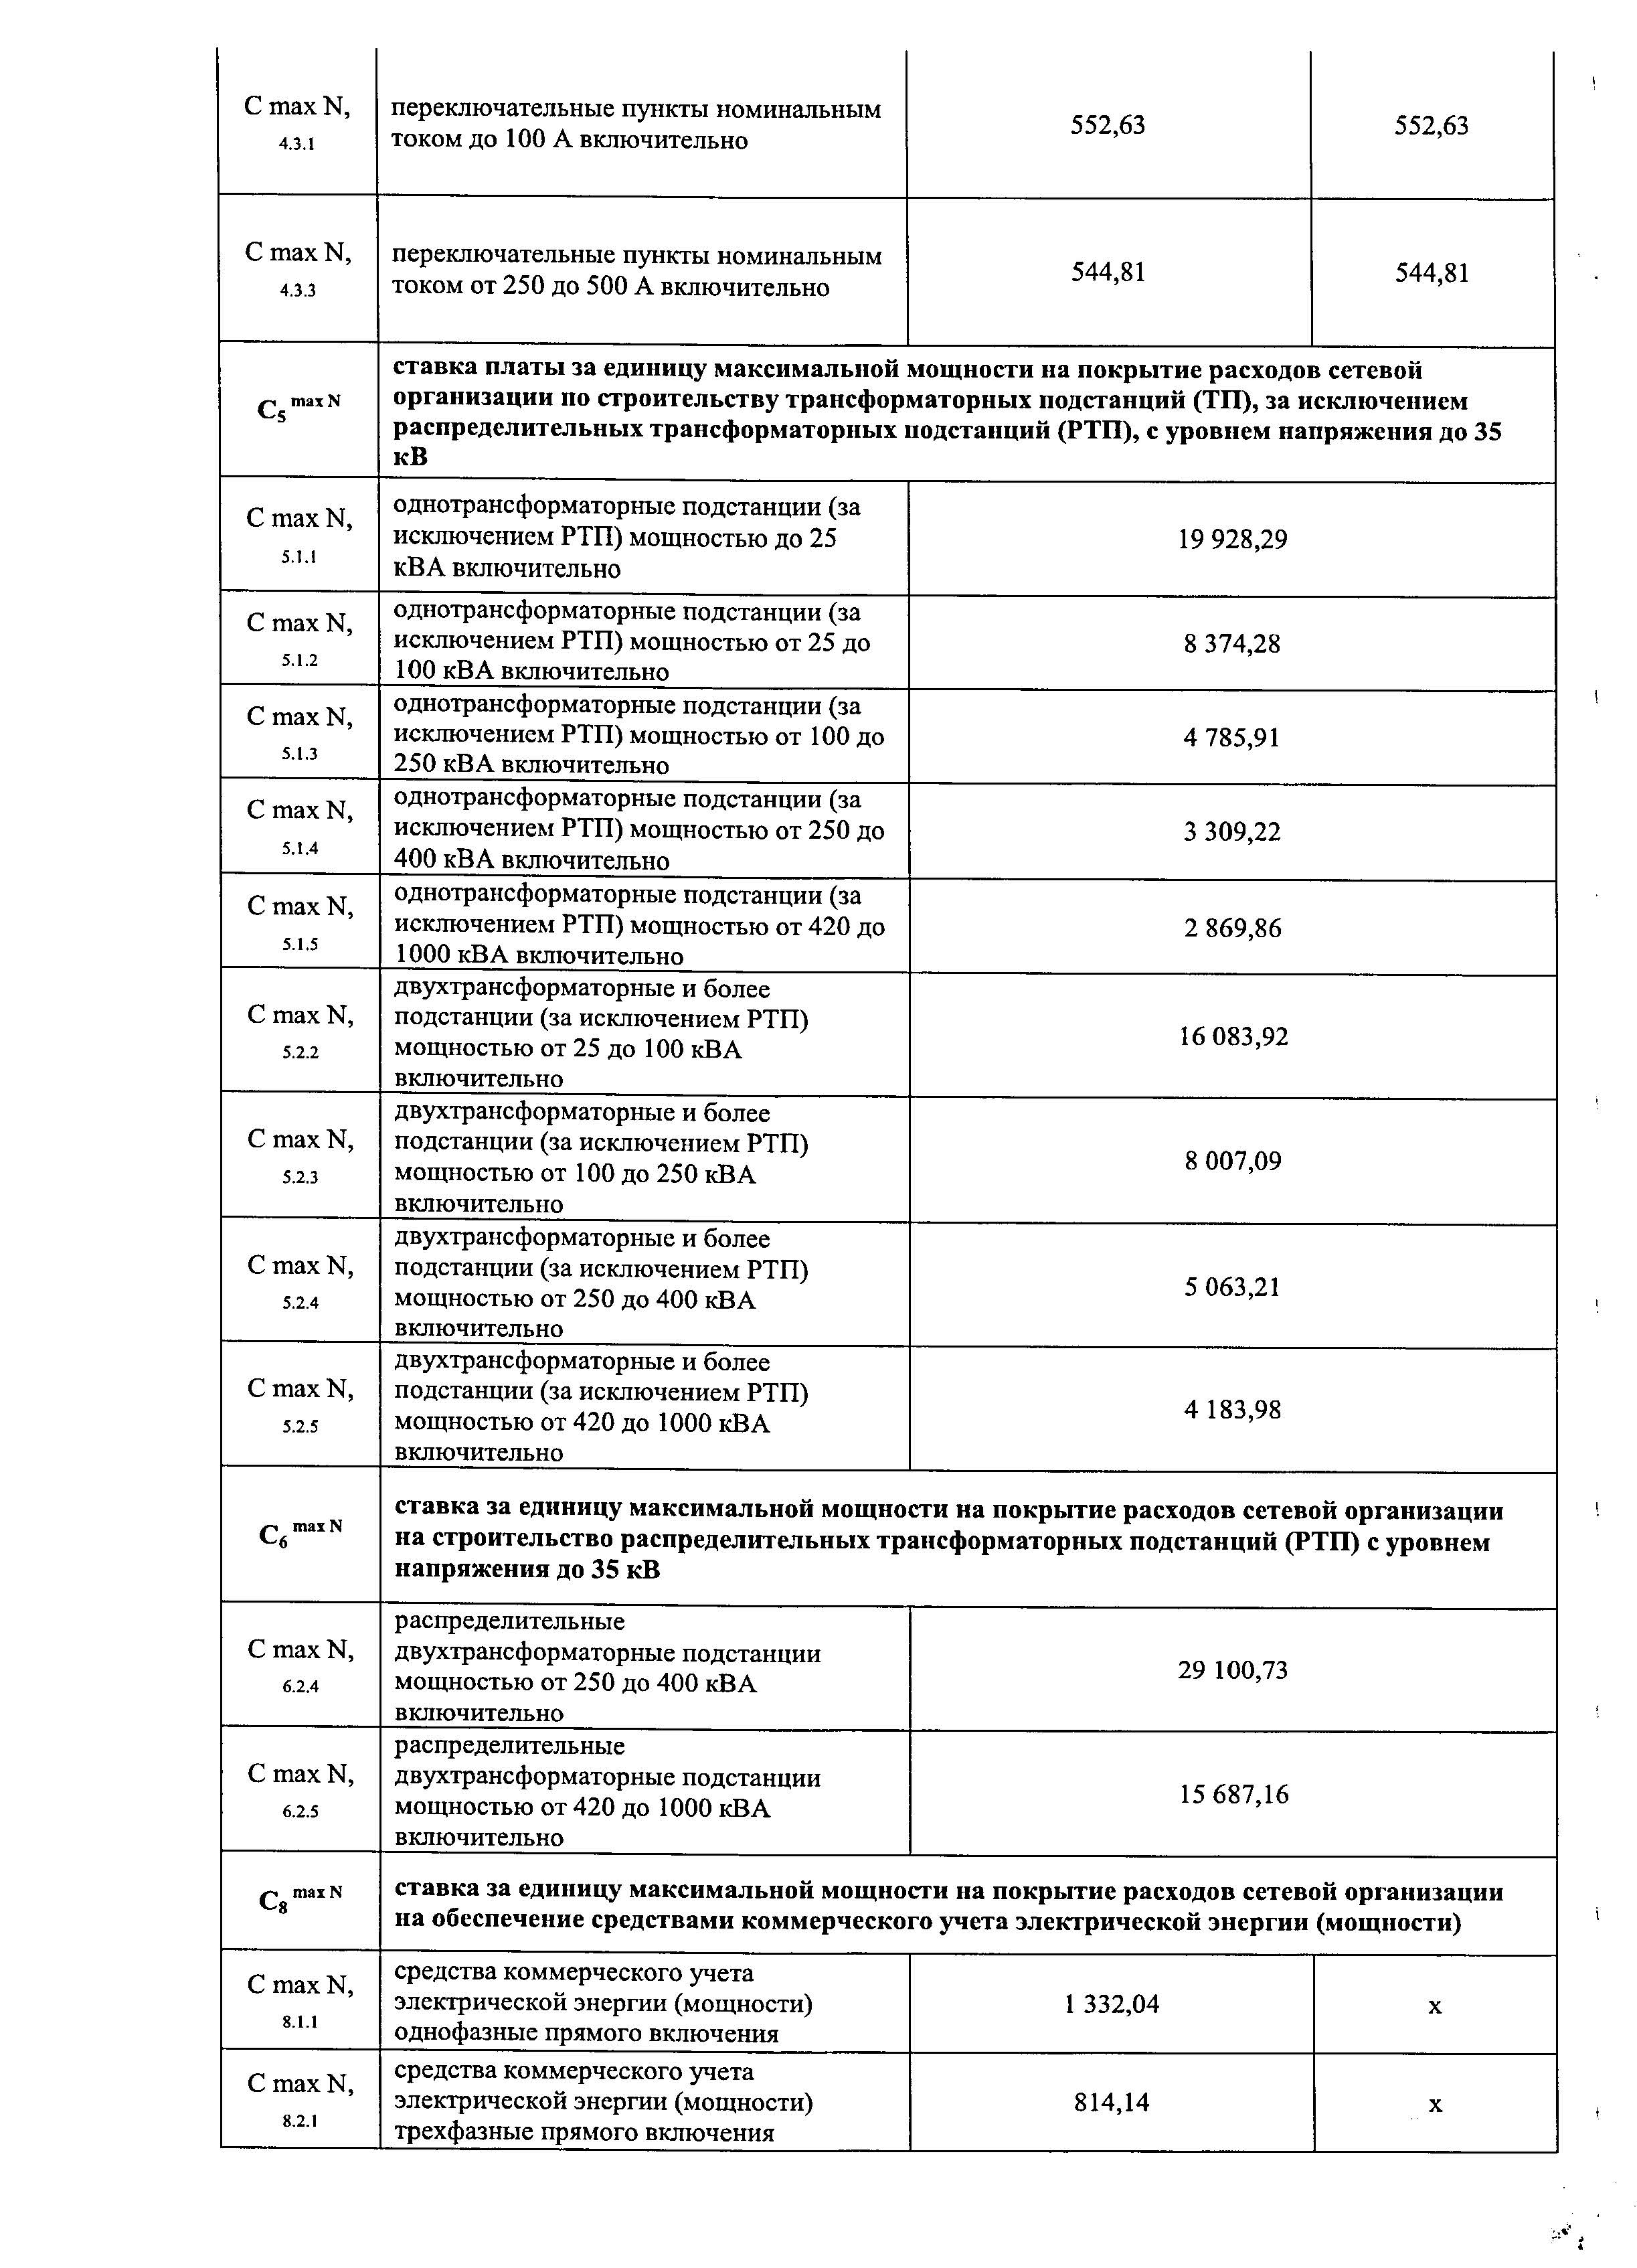 C max N,
4.3.1
переключательные пункты номинальным
током до 100 А включительно
552,63
552,63
C max N,
4.3.3
переключательные пункты номинальным
током от 250 до 500 А включительно
544,81
544,81
C5 max N
ставка платы за единицу максимальной мощности на покрытие расходов сетевой
организации по строительству трансформаторных подстанций (ТП), за исключением
распределительных трансформаторных подстанций (РТП), с уровнем напряжения до 35
кВ
C max N,
5.1.1
однотрансформаторные подстанции (за
исключением РТП) мощностью до 25
кВА включительно
19 928,29
C max N,
5.1.2
однотрансформаторные подстанции (за
исключением РТП) мощностью от 25 до
100 кВА включительно
8 374,28
C max N,
5.1.3
однотрансформаторные подстанции (за
исключением РТП) мощностью от 100 до
250 кВА включительно
4 785,91
C max N,
5.1.4
однотрансформаторные подстанции (за
исключением РТП) мощностью от 250 до
400 кВА включительно
3 309,22
C max N,
5.1.5
однотрансформаторные подстанции (за
исключением РТП) мощностью от 420 до
1000 кВА включительно
2 869,86
C max N,
5.2.2
двухтрансформаторные и более
подстанции (за исключением РТП)
мощностью от 25 до 100 кВА
включительно
16 083,92
C max N,
5.2.3
двухтрансформаторные и более
подстанции (за исключением РТП)
мощностью от 100 до 250 кВА
включительно
8 007,09
C max N,
5.2.4
двухтрансформаторные и более
подстанции (за исключением РТП)
мощностью от 250 до 400 кВА
включительно
5 063,21
C max N,
5.2.5
двухтрансформаторные и более
подстанции (за исключением РТП)
мощностью от 420 до 1000 кВА
включительно
4 183,98
C6 max N
ставка за единицу максимальной мощности на покрытие расходов сетевой организации
на строительство распределительных трансформаторных подстанций (РТП) с уровнем
напряжения до 35 кВ
C max N,
6.2.4
распределительные
двухтрансформаторные подстанции
мощностью от 250 до 400 кВА
включительно
29 100,73
C max N,
6.2.5
распределительные
двухтрансформаторные подстанции
мощностью от 420 до 1000 кВА
включительно
15 687,16
C8 max N
ставка за единицу максимальной мощности на покрытие расходов сетевой организации
на обеспечение средствами коммерческого учета электрической энергии (мощности)
C max N,
8.1.1
средства коммерческого учета
электрической энергии (мощности)
однофазные прямого включения
1 332,04
х
C max N,
8.2.1
средства коммерческого учета
электрической энергии (мощности)
трехфазные прямого включения
814,14
х